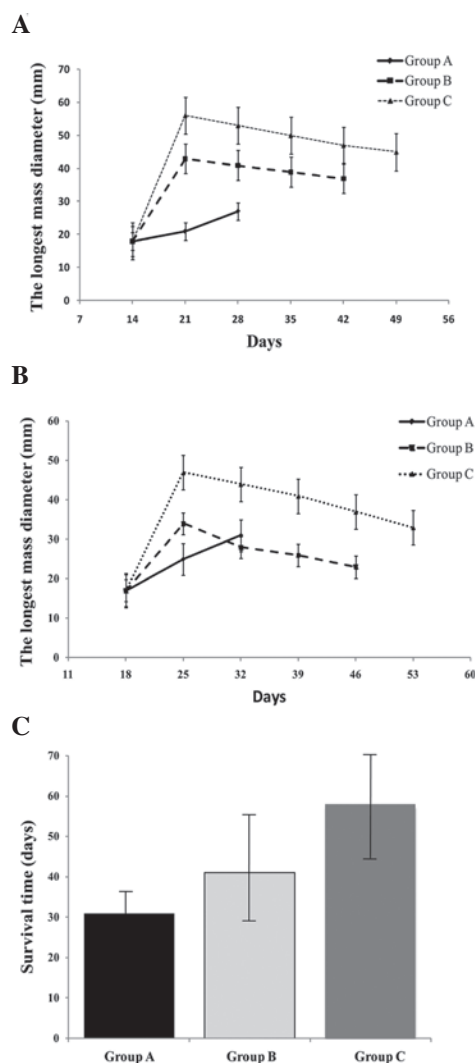 A
The longest mass diameter (mm)
70
60
50
40
30
20
10
0
Group A
Group B
Group C
7 14 21 28 35 42 49 56
Days
B
The longest mass diameter (mm)
60
50
40
30
20
10
0
Group A
Group B
Group C
11 18 25 32 39 46 53 60
Days
C
Survival time (days)
70
60
50
40
30
20
10
0
Group A Group B Group C